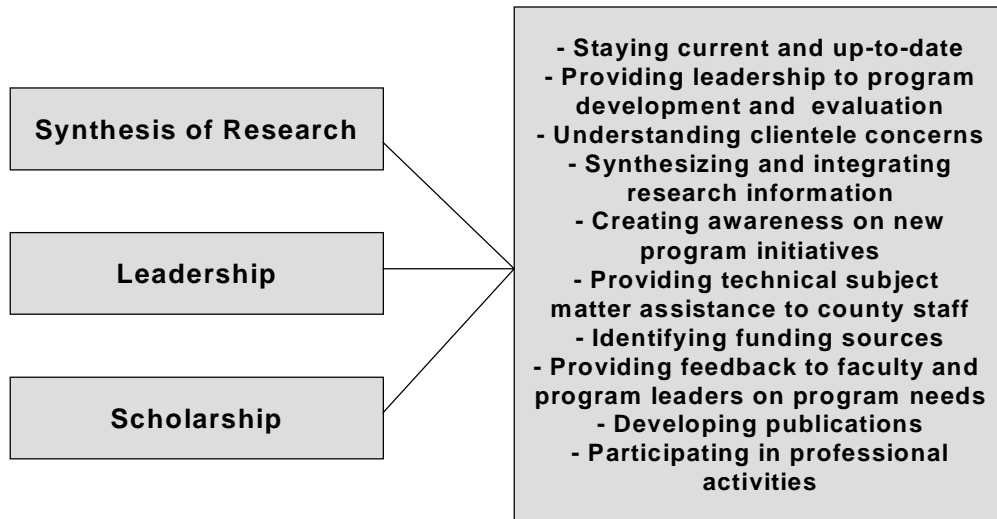 Synthesis of Research
Leadership
Scholarship
- Staying current and up-to-date
- Providing leadership to program
development and evaluation
- Understanding clientele concerns
- Synthesizing and integrating
research information
- Creating awareness on new
program initiatives
- Providing technical subject
matter assistance to county staff
- Identifying funding sources
- Providing feedback to faculty and
program leaders on program needs
- Developing publications
- Participating in professional
activities